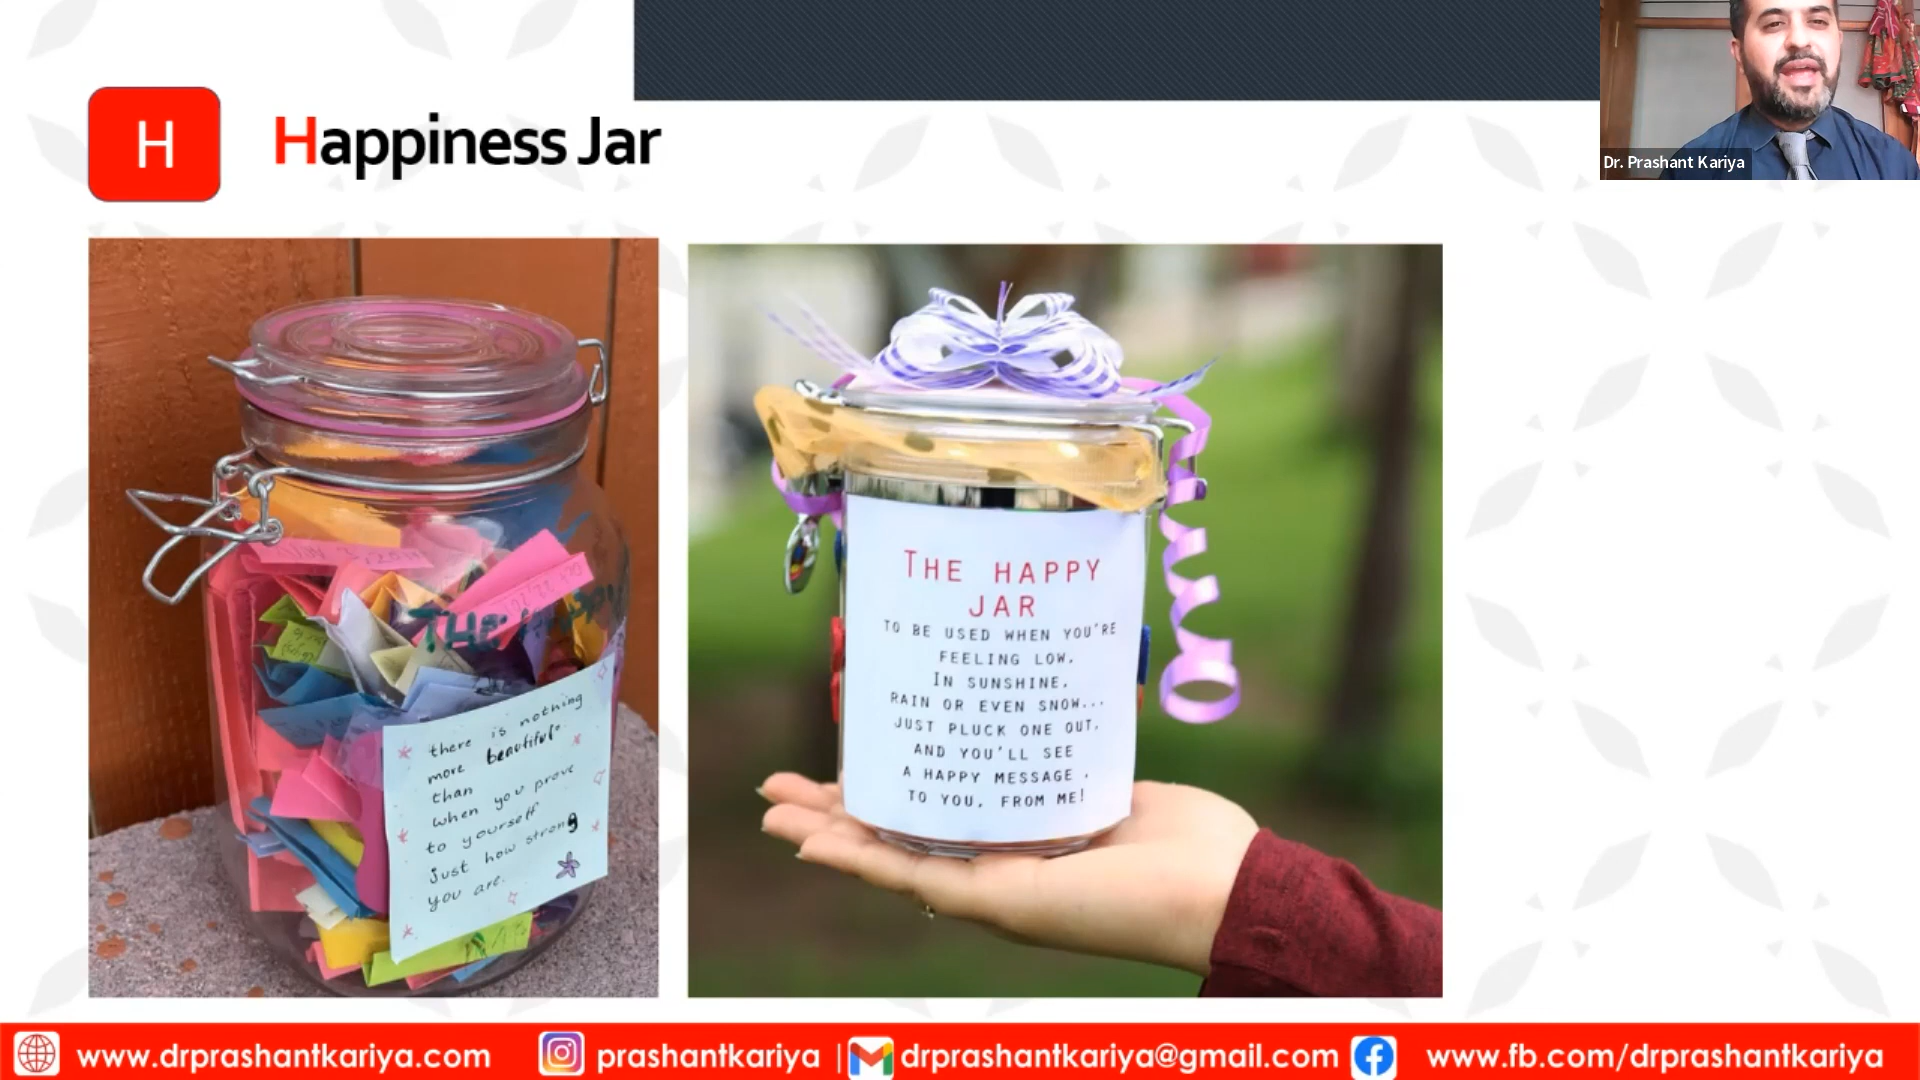 H
Happiness Jar
Dr. Prashant Kariya
THE
there is nothing
more beautiful
than
when you prove
to yourself
just how strong
you are.
THE HAPPY
JAR
TO BE USED WHEN YOU'RE
FEELING LOW.
IN SUNSHINE,
RAIN OR EVEN SNOW...
JUST PLUCK ONE OUT,
AND YOU'LL SEE
A HAPPY MESSAGE ,
TO YOU, FROM ME!
www.drprashantkariya.com
prashantkariya |
drprashantkariya@gmail.com
www.fb.com/drprashantkariya